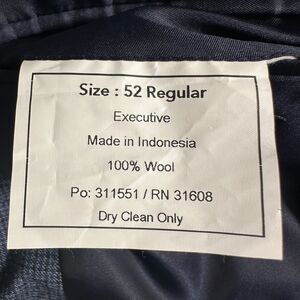 Size : 52 Regular
Executive
Made in Indonesia
100% Wool
Po: 311551 / RN 31608
Dry Clean Only